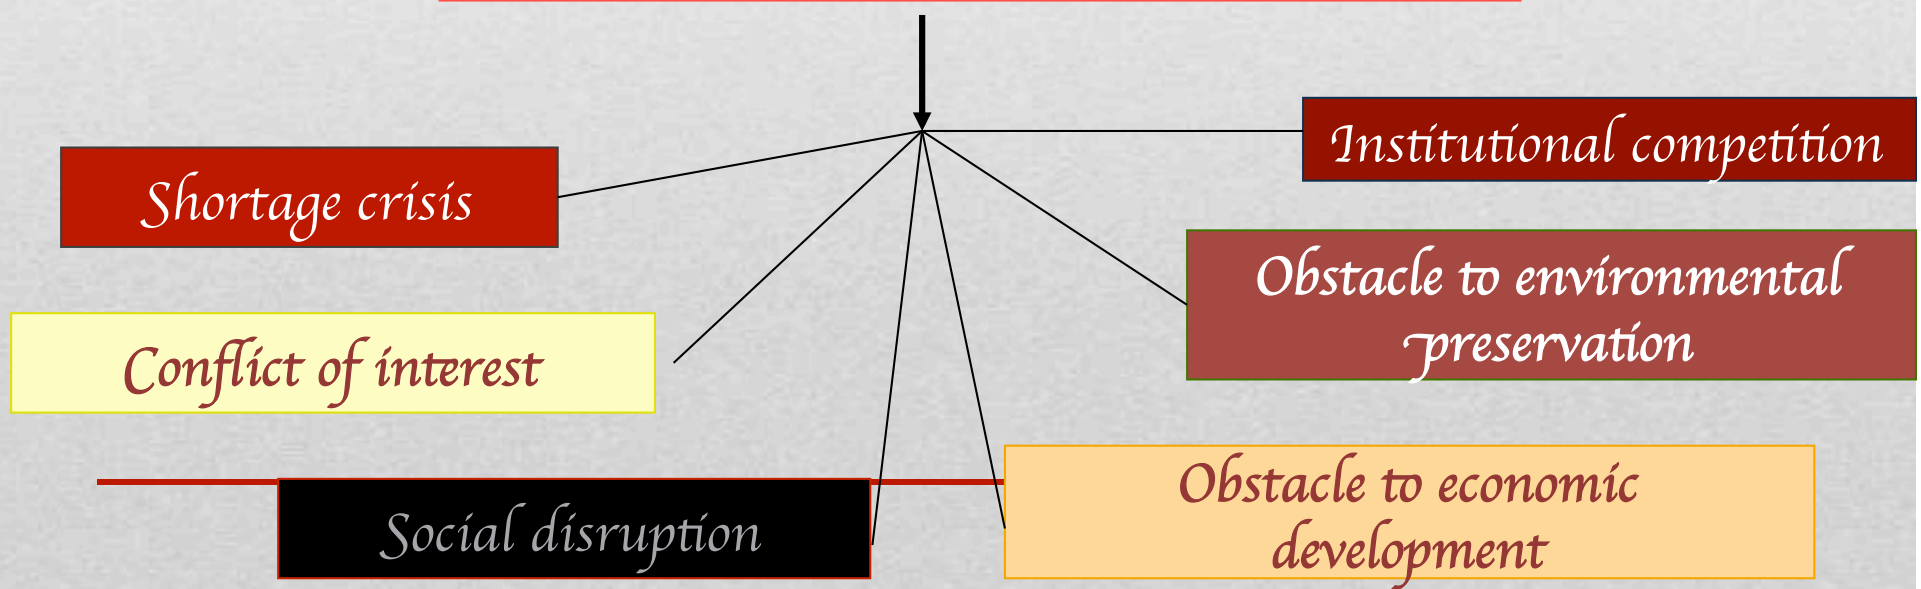 Institutional competition
Shortage crisis
Obstacle to environmental
preservation
Conflict of interest
Obstacle to economic
development
Social disruption